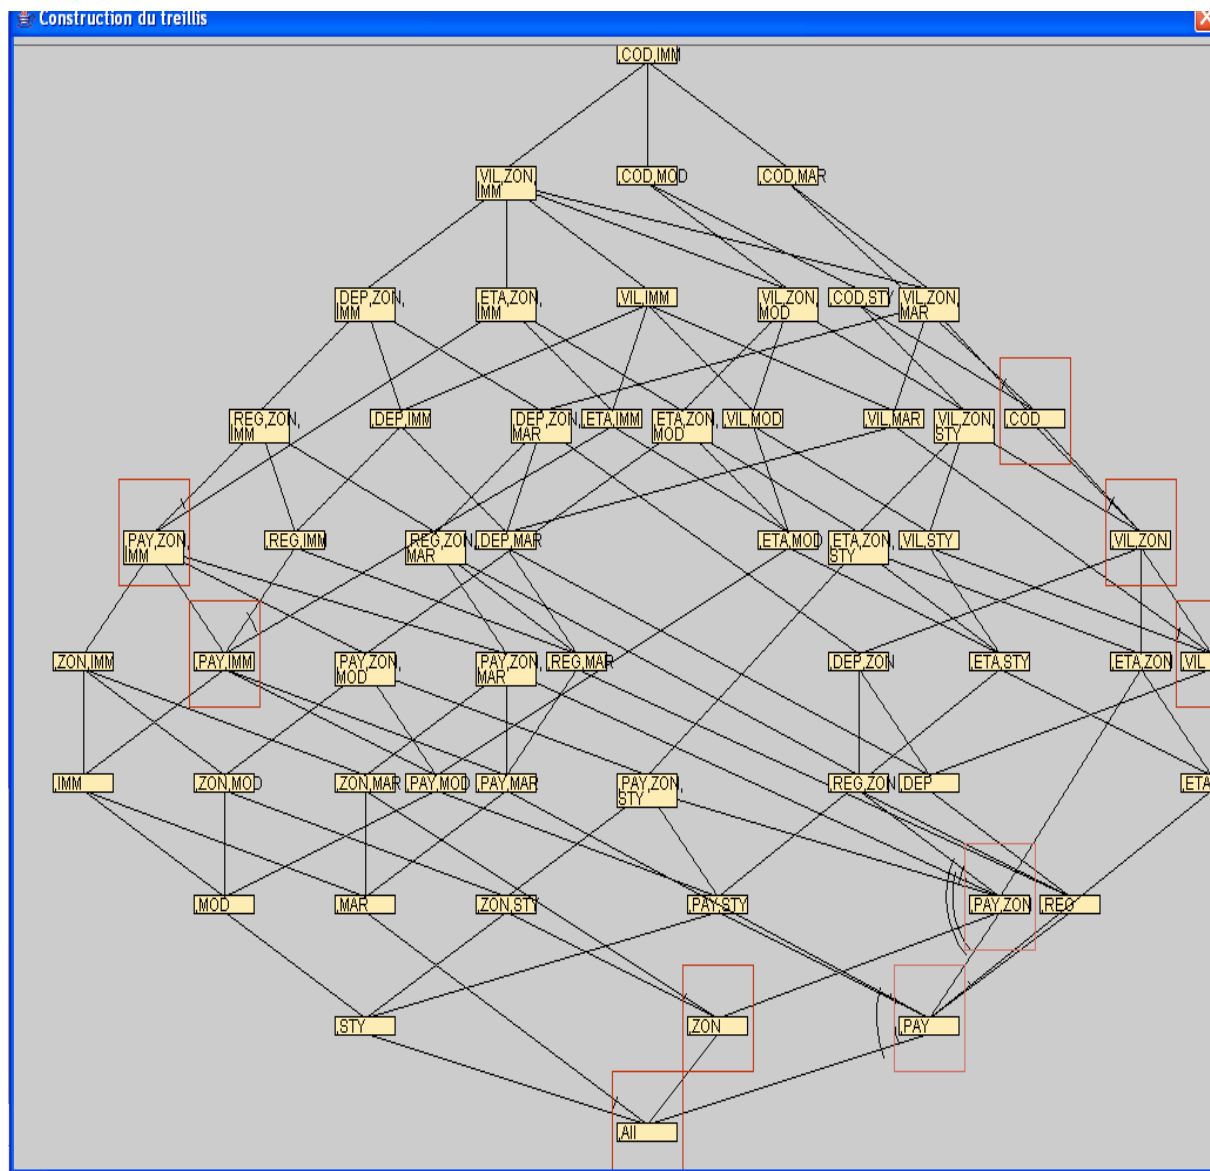 Construction du treillis
,COD,IMM
,VIL,ZON,
IMM
,COD,MOD
,COD,MAR
,DEP,ZON,
IMM
,ETA,ZON,
IMM
,VIL,IMM
,VIL,ZON,
MOD
,COD,STY
,VIL,ZON,
MAR
,REG,ZON,
IMM
,DEP,IMM
,DEP,ZON,
MAR
,ETA,IMM
,ETA,ZON,
MOD
,VIL,MOD
,VIL,MAR
,VIL,ZON,
STY
,COD
,PAY,ZON,
IMM
,REG,IMM
,REG,ZON,
MAR
,DEP,MAR
,ETA,MOD
,ETA,ZON,
STY
,VIL,STY
,VIL,ZON
,ZON,IMM
,PAY,IMM
,PAY,ZON,
MOD
,PAY,ZON,
MAR
,REG,MAR
,DEP,ZON
,ETA,STY
,ETA,ZON
,VIL
,IMM
,ZON,MOD
,ZON,MAR
,PAY,MOD
,PAY,MAR
,PAY,ZON,
STY
,REG,ZON
,DEP
,ETA
,MOD
,MAR
,ZON,STY
,PAY,STY
,PAY,ZON
,REG
,STY
,ZON
,PAY
,All